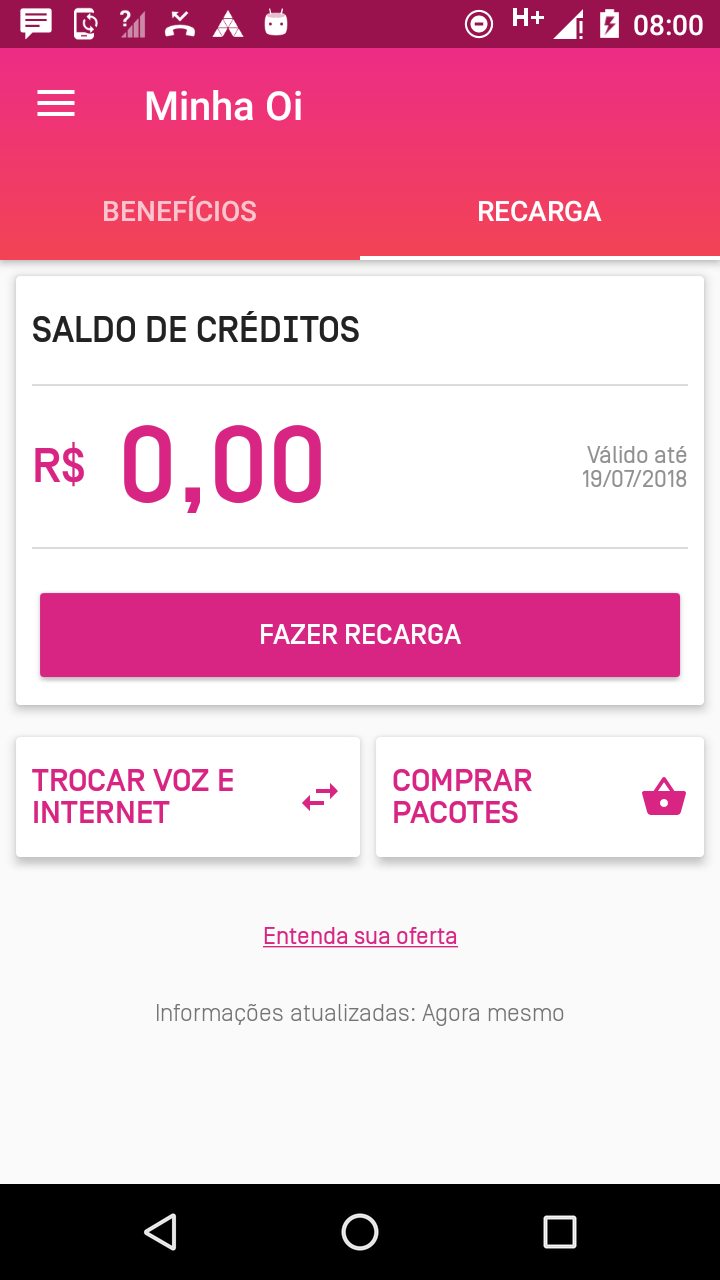 H+ 08:00
Minha Oi
BENEFÍCIOS RECARGA
SALDO DE CRÉDITOS
R$ 0,00
Válido até
19/07/2018
FAZER RECARGA
TROCAR VOZ E
INTERNET
COMPRAR
PACOTES
Entenda sua oferta
Informações atualizadas: Agora mesmo